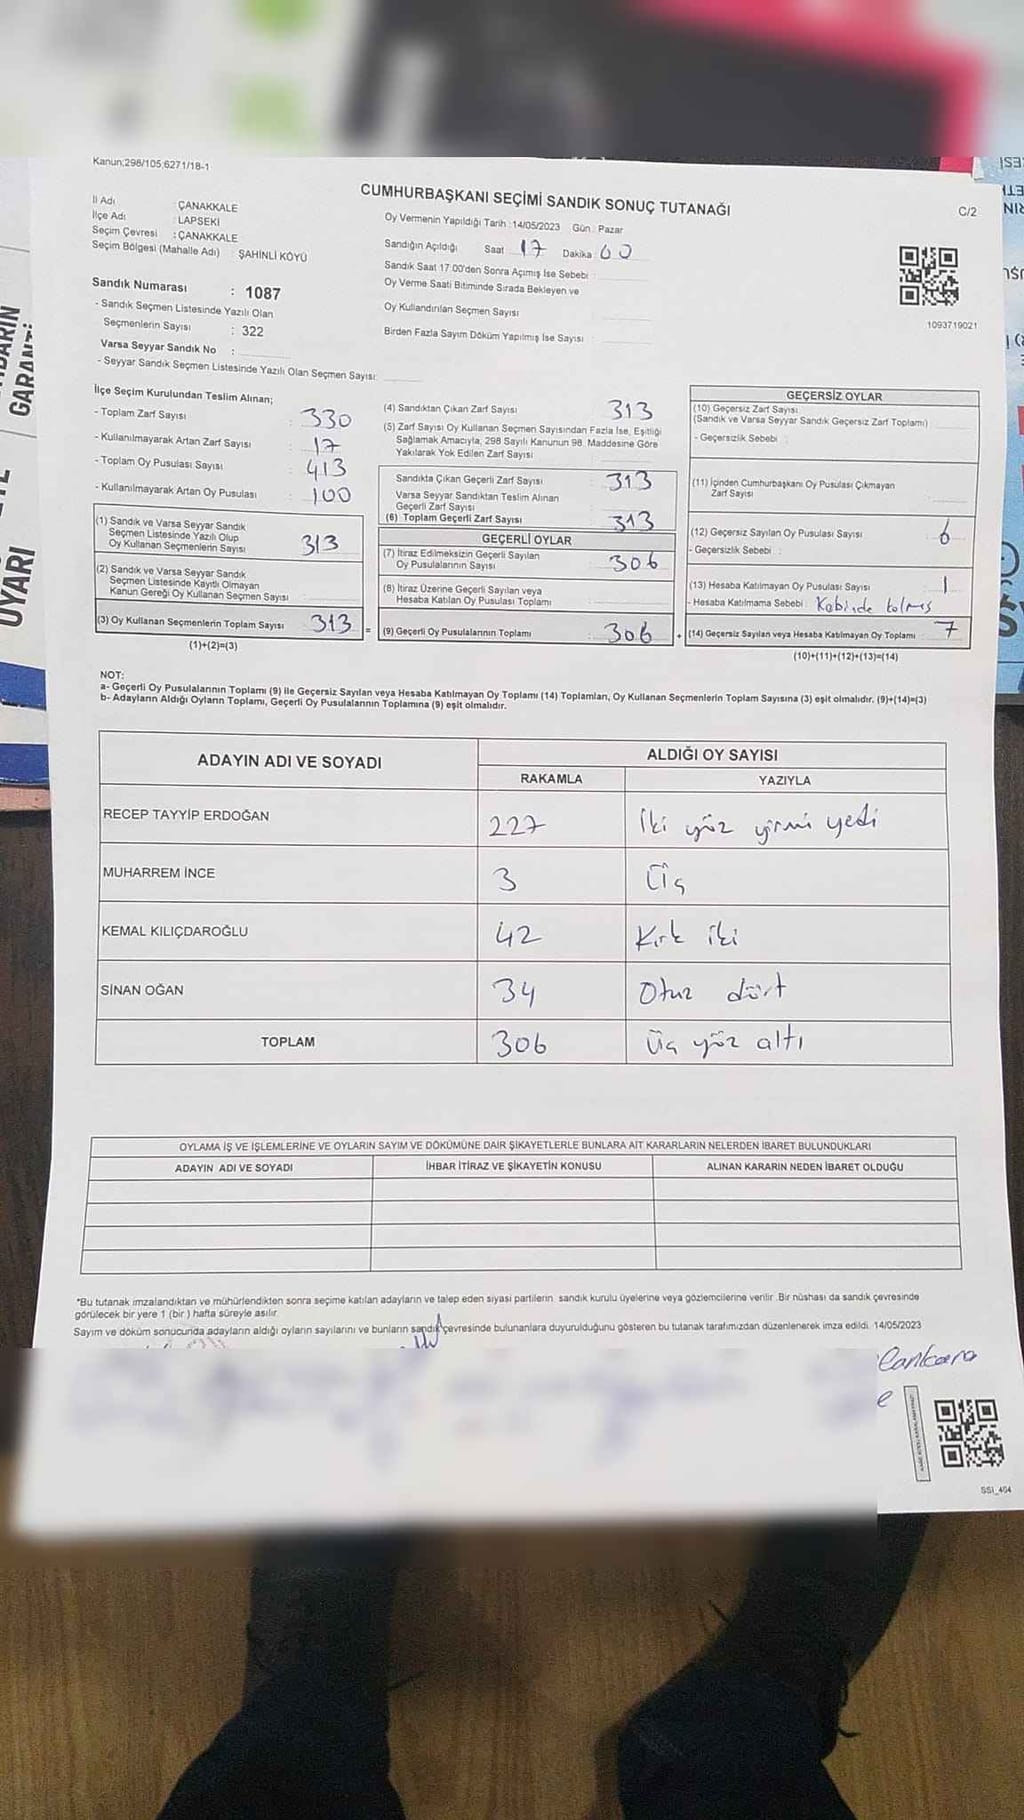 Kanun;298/105,6271/18-1
CUMHURBAŞKANI SEÇİMİ SANDIK SONUÇ TUTANAĞI
C/2
İl Adı : ÇANAKKALE
İlçe Adı : LAPSEKİ
Seçim Çevresi : ÇANAKKALE
Seçim Bölgesi (Mahalle Adı) : ŞAHİNLİ KÖYÜ
Sandık Numarası : 1087
- Sandık Seçmen Listesinde Yazılı Olan
Seçmenlerin Sayısı : 322
Varsa Seyyar Sandık No :
- Seyyar Sandık Seçmen Listesinde Yazılı Olan Seçmen Sayısı:
Oy Vermenin Yapıldığı Tarih :14/05/2023 Gün : Pazar
Sandığın Açıldığı Saat 17 Dakika 00
Sandık Saat 17.00'den Sonra Açımış İse Sebebi :
Oy Verme Saati Bitiminde Sırada Bekleyen ve
Oy Kullandırılan Seçmen Sayısı :
Birden Fazla Sayım Döküm Yapılmış İse Sayısı :
1093719021
İlçe Seçim Kurulundan Teslim Alınan;
- Toplam Zarf Sayısı : 330
- Kullanılmayarak Artan Zarf Sayısı : 17
- Toplam Oy Pusulası Sayısı : 413
- Kullanılmayarak Artan Oy Pusulası : 100
(1) Sandık ve Varsa Seyyar Sandık
Seçmen Listesinde Yazılı Olup
Oy Kullanan Seçmenlerin Sayısı : 313
(2) Sandık ve Varsa Seyyar Sandık
Seçmen Listesinde Kayıtlı Olmayan
Kanun Gereği Oy Kullanan Seçmen Sayısı :
(3) Oy Kullanan Seçmenlerin Toplam Sayısı : 313 =
(1)+(2)=(3)
(4) Sandıktan Çıkan Zarf Sayısı : 313
(5) Zarf Sayısı Oy Kullanan Seçmen Sayısından Fazla İse, Eşitliği
Sağlamak Amacıyla, 298 Sayılı Kanunun 98. Maddesine Göre
Yakılarak Yok Edilen Zarf Sayısı :
Sandıkta Çıkan Geçerli Zarf Sayısı : 313
Varsa Seyyar Sandıktan Teslim Alınan
Geçerli Zarf Sayısı :
(6) Toplam Geçerli Zarf Sayısı : 313
GEÇERLİ OYLAR
(7) İtiraz Edilmeksizin Geçerli Sayılan
Oy Pusulalarının Sayısı : 306
(8) İtiraz Üzerine Geçerli Sayılan veya
Hesaba Katılan Oy Pusulası Toplamı :
(9) Geçerli Oy Pusulalarının Toplamı : 306 +
GEÇERSİZ OYLAR
(10) Geçersiz Zarf Sayısı
(Sandık ve Varsa Seyyar Sandık Geçersiz Zarf Toplamı) :
- Geçersizlik Sebebi :
(11) İçinden Cumhurbaşkanı Oy Pusulası Çıkmayan
Zarf Sayısı :
(12) Geçersiz Sayılan Oy Pusulası Sayısı : 6
- Geçersizlik Sebebi :
(13) Hesaba Katılmayan Oy Pusulası Sayısı : 1
- Hesaba Katılmama Sebebi : Kabinde kalmış
(14) Geçersiz Sayılan veya Hesaba Katılmayan Oy Toplamı : 7
(10)+(11)+(12)+(13)=(14)
NOT:
a- Geçerli Oy Pusulalarının Toplamı (9) İle Geçersiz Sayılan veya Hesaba Katılmayan Oy Toplamı (14) Toplamları, Oy Kullanan Seçmenlerin Toplam Sayısına (3) eşit olmalıdır. (9)+(14)=(3)
b- Adayların Aldığı Oyların Toplamı, Geçerli Oy Pusulalarının Toplamına (9) eşit olmalıdır.
ADAYIN ADI VE SOYADI ALDIĞI OY SAYISI
RAKAMLA YAZIYLA
RECEP TAYYİP ERDOĞAN 227 İki yüz yirmi yedi
MUHARREM İNCE 3 Üç
KEMAL KILIÇDAROĞLU 42 Kırk iki
SİNAN OĞAN 34 Otuz dört
TOPLAM 306 Üç yüz altı
OYLAMA İŞ VE İŞLEMLERİNE VE OYLARIN SAYIM VE DÖKÜMÜNE DAİR ŞİKAYETLERLE BUNLARA AİT KARARLARIN NELERDEN İBARET BULUNDUKLARI
ADAYIN ADI VE SOYADI İHBAR İTİRAZ VE ŞİKAYETİN KONUSU ALINAN KARARIN NEDEN İBARET OLDUĞU
*Bu tutanak imzalandıktan ve mühürlendikten sonra seçime katılan adayların ve talep eden siyasi partilerin sandık kurulu üyelerine veya gözlemcilerine verilir .Bir nüshası da sandık çevresinde
görülecek bir yere 1 (bir ) hafta süreyle asılır.
Sayım ve döküm sonucunda adayların aldığı oyların sayılarını ve bunların sandık çevresinde bulunanlara duyurulduğunu gösteren bu tutanak tarafımızdan düzenlenerek imza edildi. 14/05/2023
SSİ_404
GARANTİ
UYARI